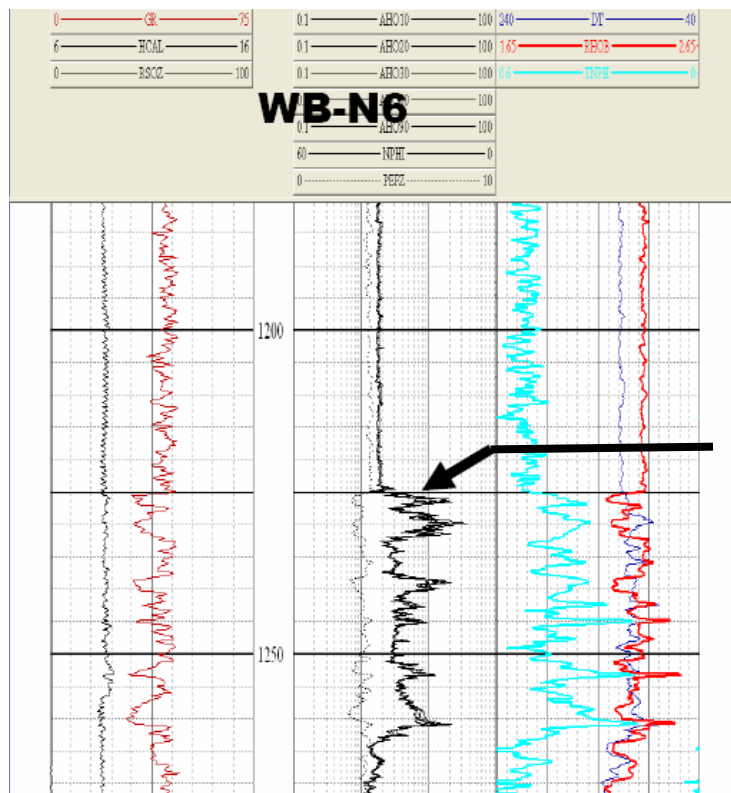 0 GR 75
6 HCAL 16
0 RSOZ 100
0.1 AHO10 100
0.1 AHO20 100
0.1 AHO30 100
100
0.1 AHO90 100
60 NPHI 0
0 PEPZ 10
240 DT 40
1.65 RHOB 2.65
0.6 TNPH 0
WB-N6
1200
1250